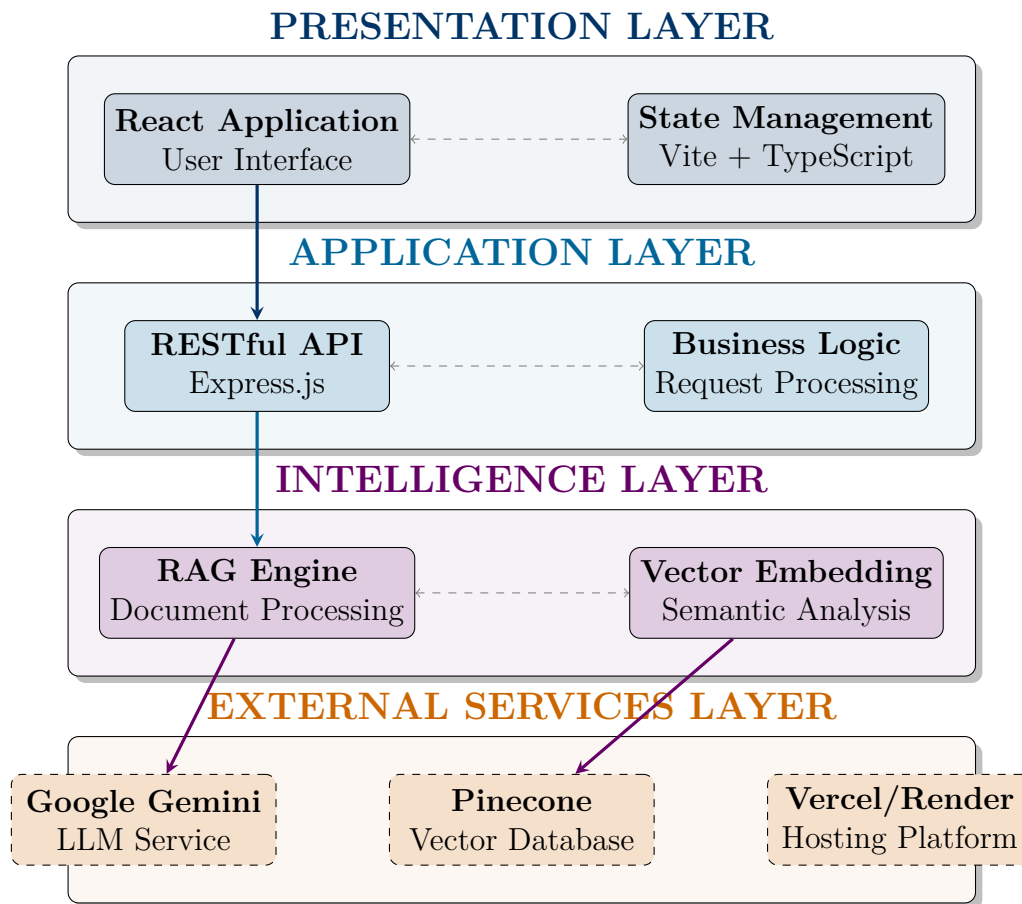 PRESENTATION LAYER
React Application
User Interface
State Management
Vite + TypeScript
APPLICATION LAYER
RESTful API
Express.js
Business Logic
Request Processing
INTELLIGENCE LAYER
RAG Engine
Document Processing
Vector Embedding
Semantic Analysis
EXTERNAL SERVICES LAYER
Google Gemini
LLM Service
Pinecone
Vector Database
Vercel/Render
Hosting Platform